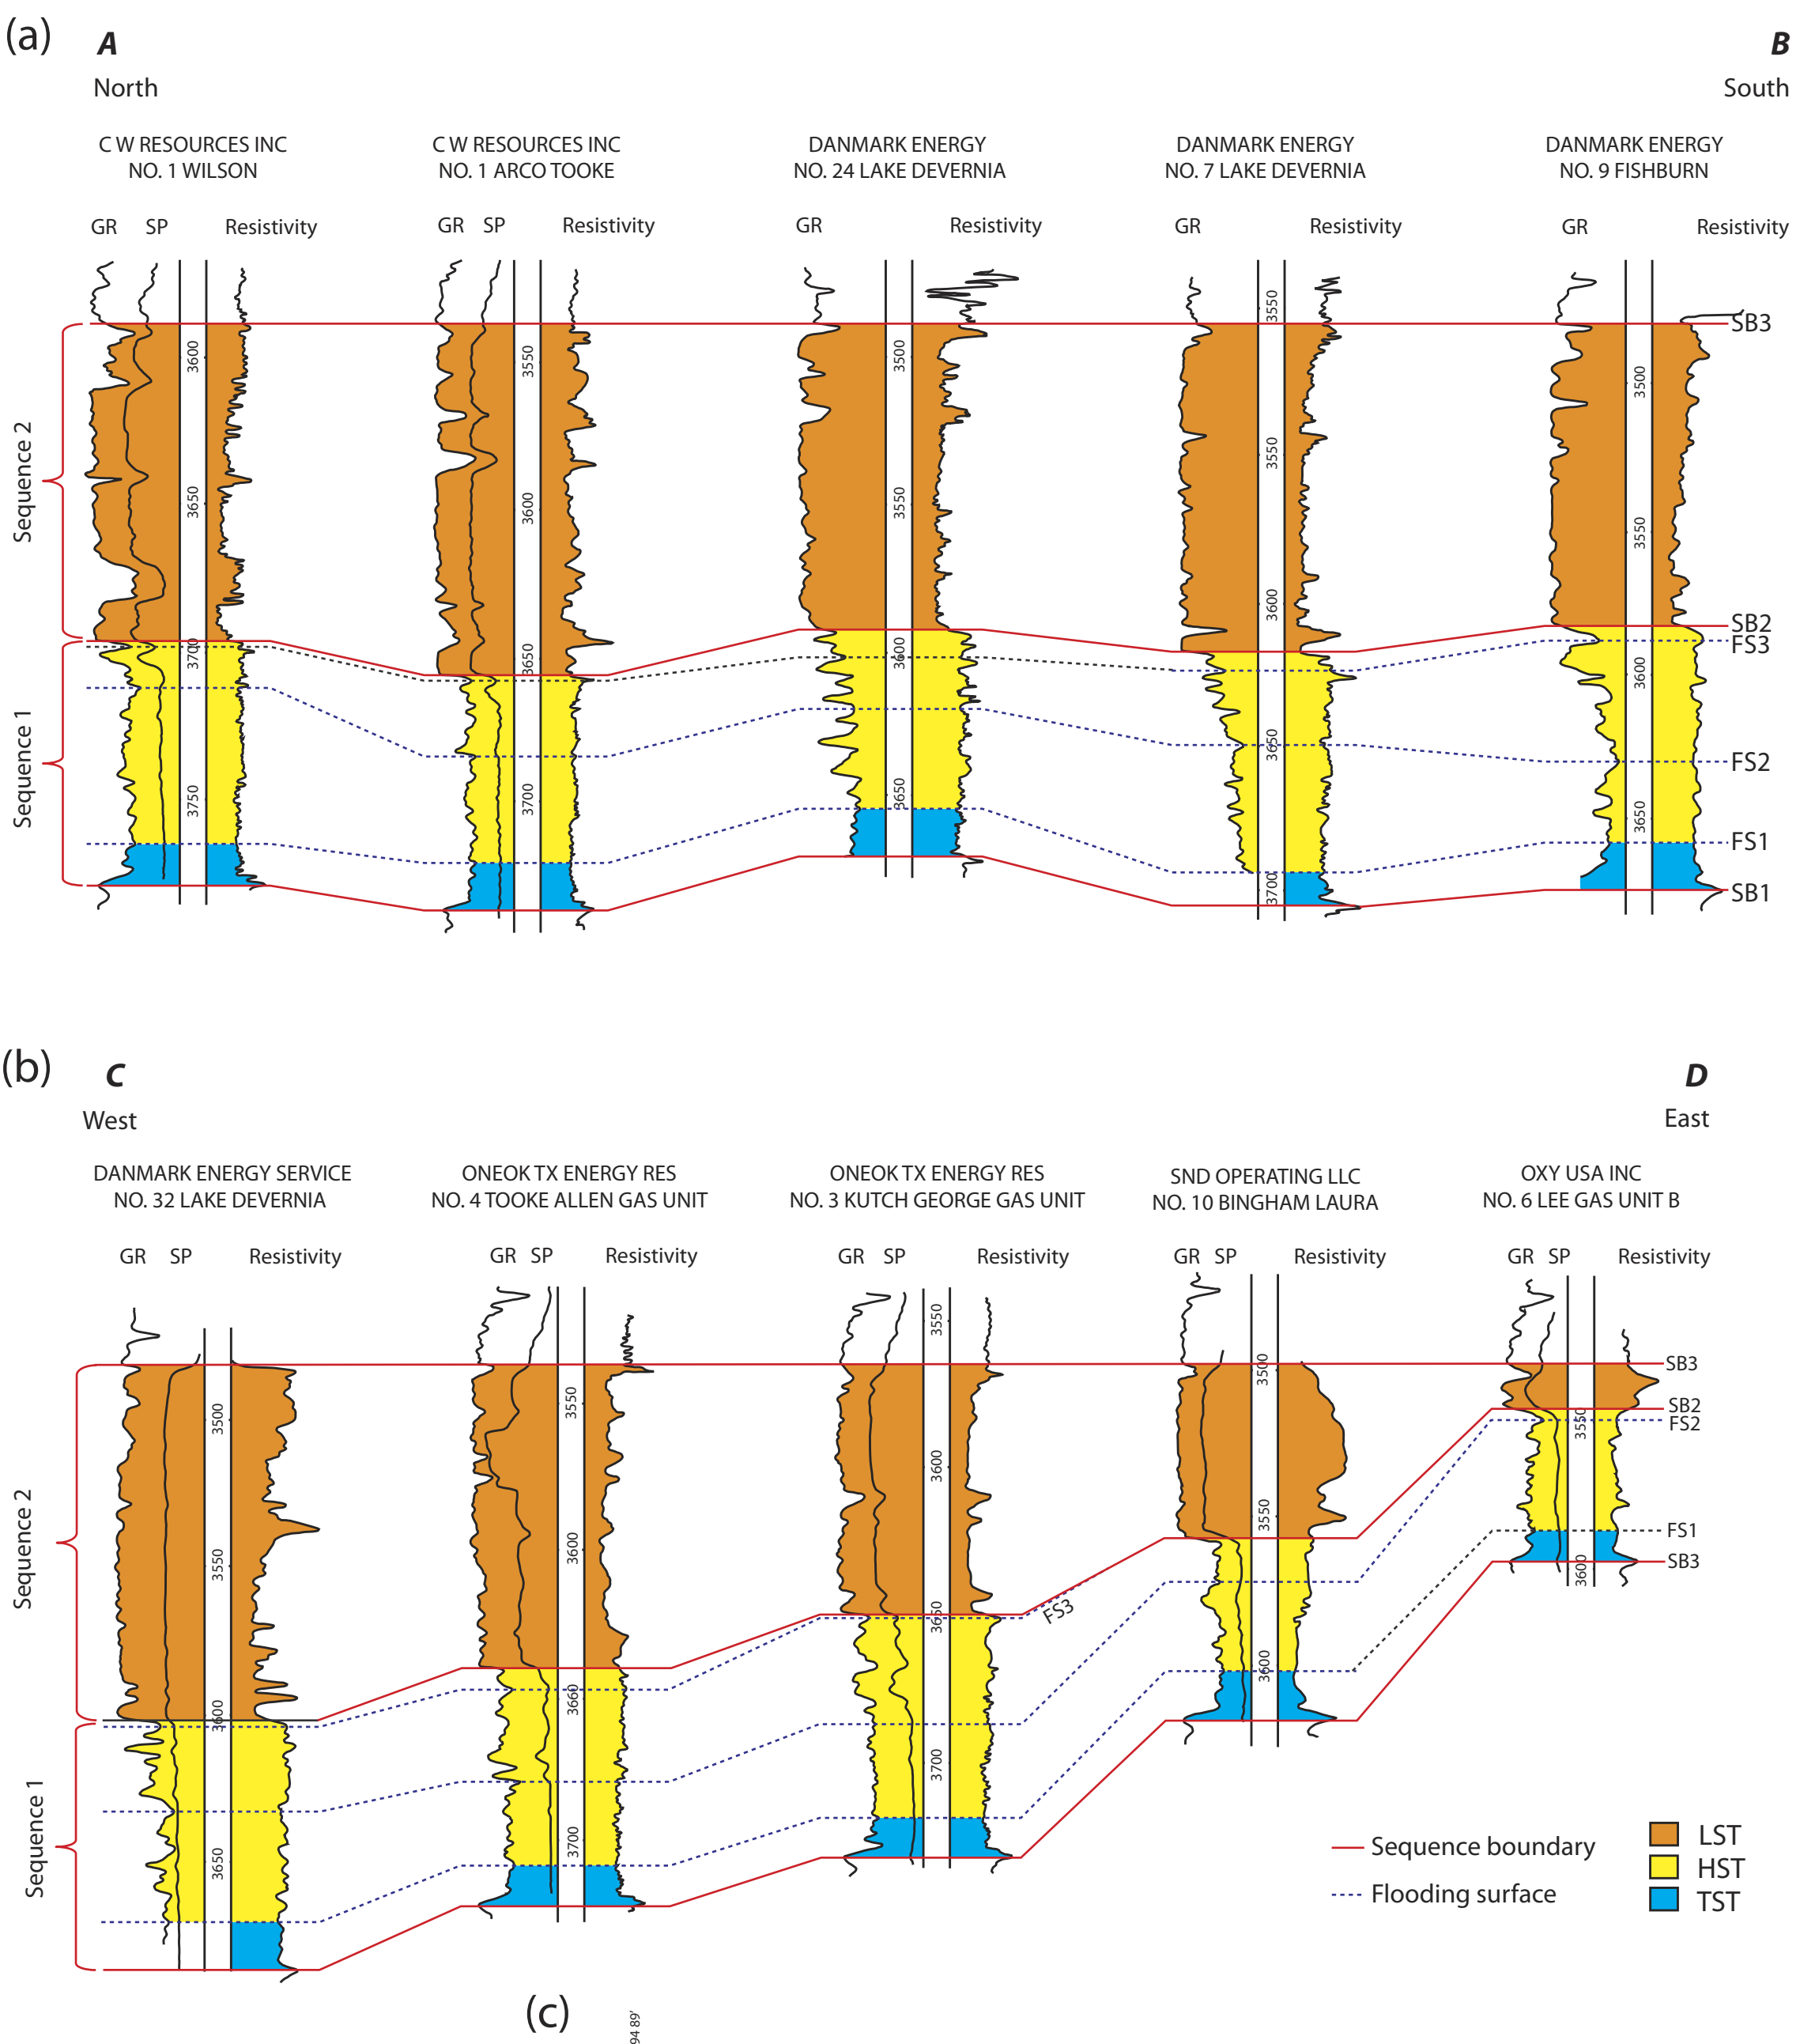 (a)
A
B
North
South
C W RESOURCES INC
NO. 1 WILSON
C W RESOURCES INC
NO. 1 ARCO TOOKE
DANMARK ENERGY
NO. 24 LAKE DEVERNIA
DANMARK ENERGY
NO. 7 LAKE DEVERNIA
DANMARK ENERGY
NO. 9 FISHBURN
GR SP Resistivity
GR SP Resistivity
GR Resistivity
GR Resistivity
GR Resistivity
Sequence 2
Sequence 1
3600
3650
3700
3750
3550
3600
3650
3700
3500
3550
3600
3650
3550
3550
3600
3650
3700
3500
3550
3600
3650
SB3
SB2
FS3
FS2
FS1
SB1
(b)
C
D
West
East
DANMARK ENERGY SERVICE
NO. 32 LAKE DEVERNIA
ONEOK TX ENERGY RES
NO. 4 TOOKE ALLEN GAS UNIT
ONEOK TX ENERGY RES
NO. 3 KUTCH GEORGE GAS UNIT
SND OPERATING LLC
NO. 10 BINGHAM LAURA
OXY USA INC
NO. 6 LEE GAS UNIT B
GR SP Resistivity
GR SP Resistivity
GR SP Resistivity
GR SP Resistivity
GR SP Resistivity
Sequence 2
Sequence 1
3500
3550
3600
3650
3550
3600
3660
3700
3550
3600
3650
3700
FS3
3500
3550
3600
3550
3600
SB3
SB2
FS2
FS1
SB3
Sequence boundary
Flooding surface
LST
HST
TST
(c)
94 89'